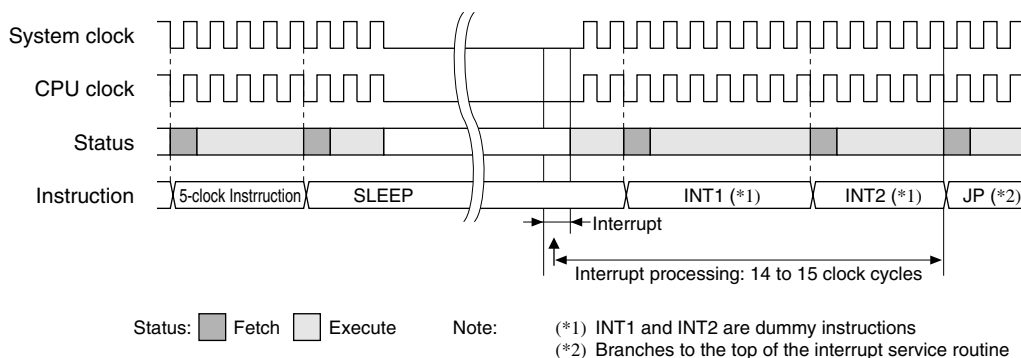 System clock
CPU clock
Status
Instruction
5-clock Instrruction
SLEEP
INT1 (*1)
INT2 (*1)
JP (*2)
Interrupt
Interrupt processing: 14 to 15 clock cycles
Status: Fetch Execute
Note: (*1) INT1 and INT2 are dummy instructions
(*2) Branches to the top of the interrupt service routine